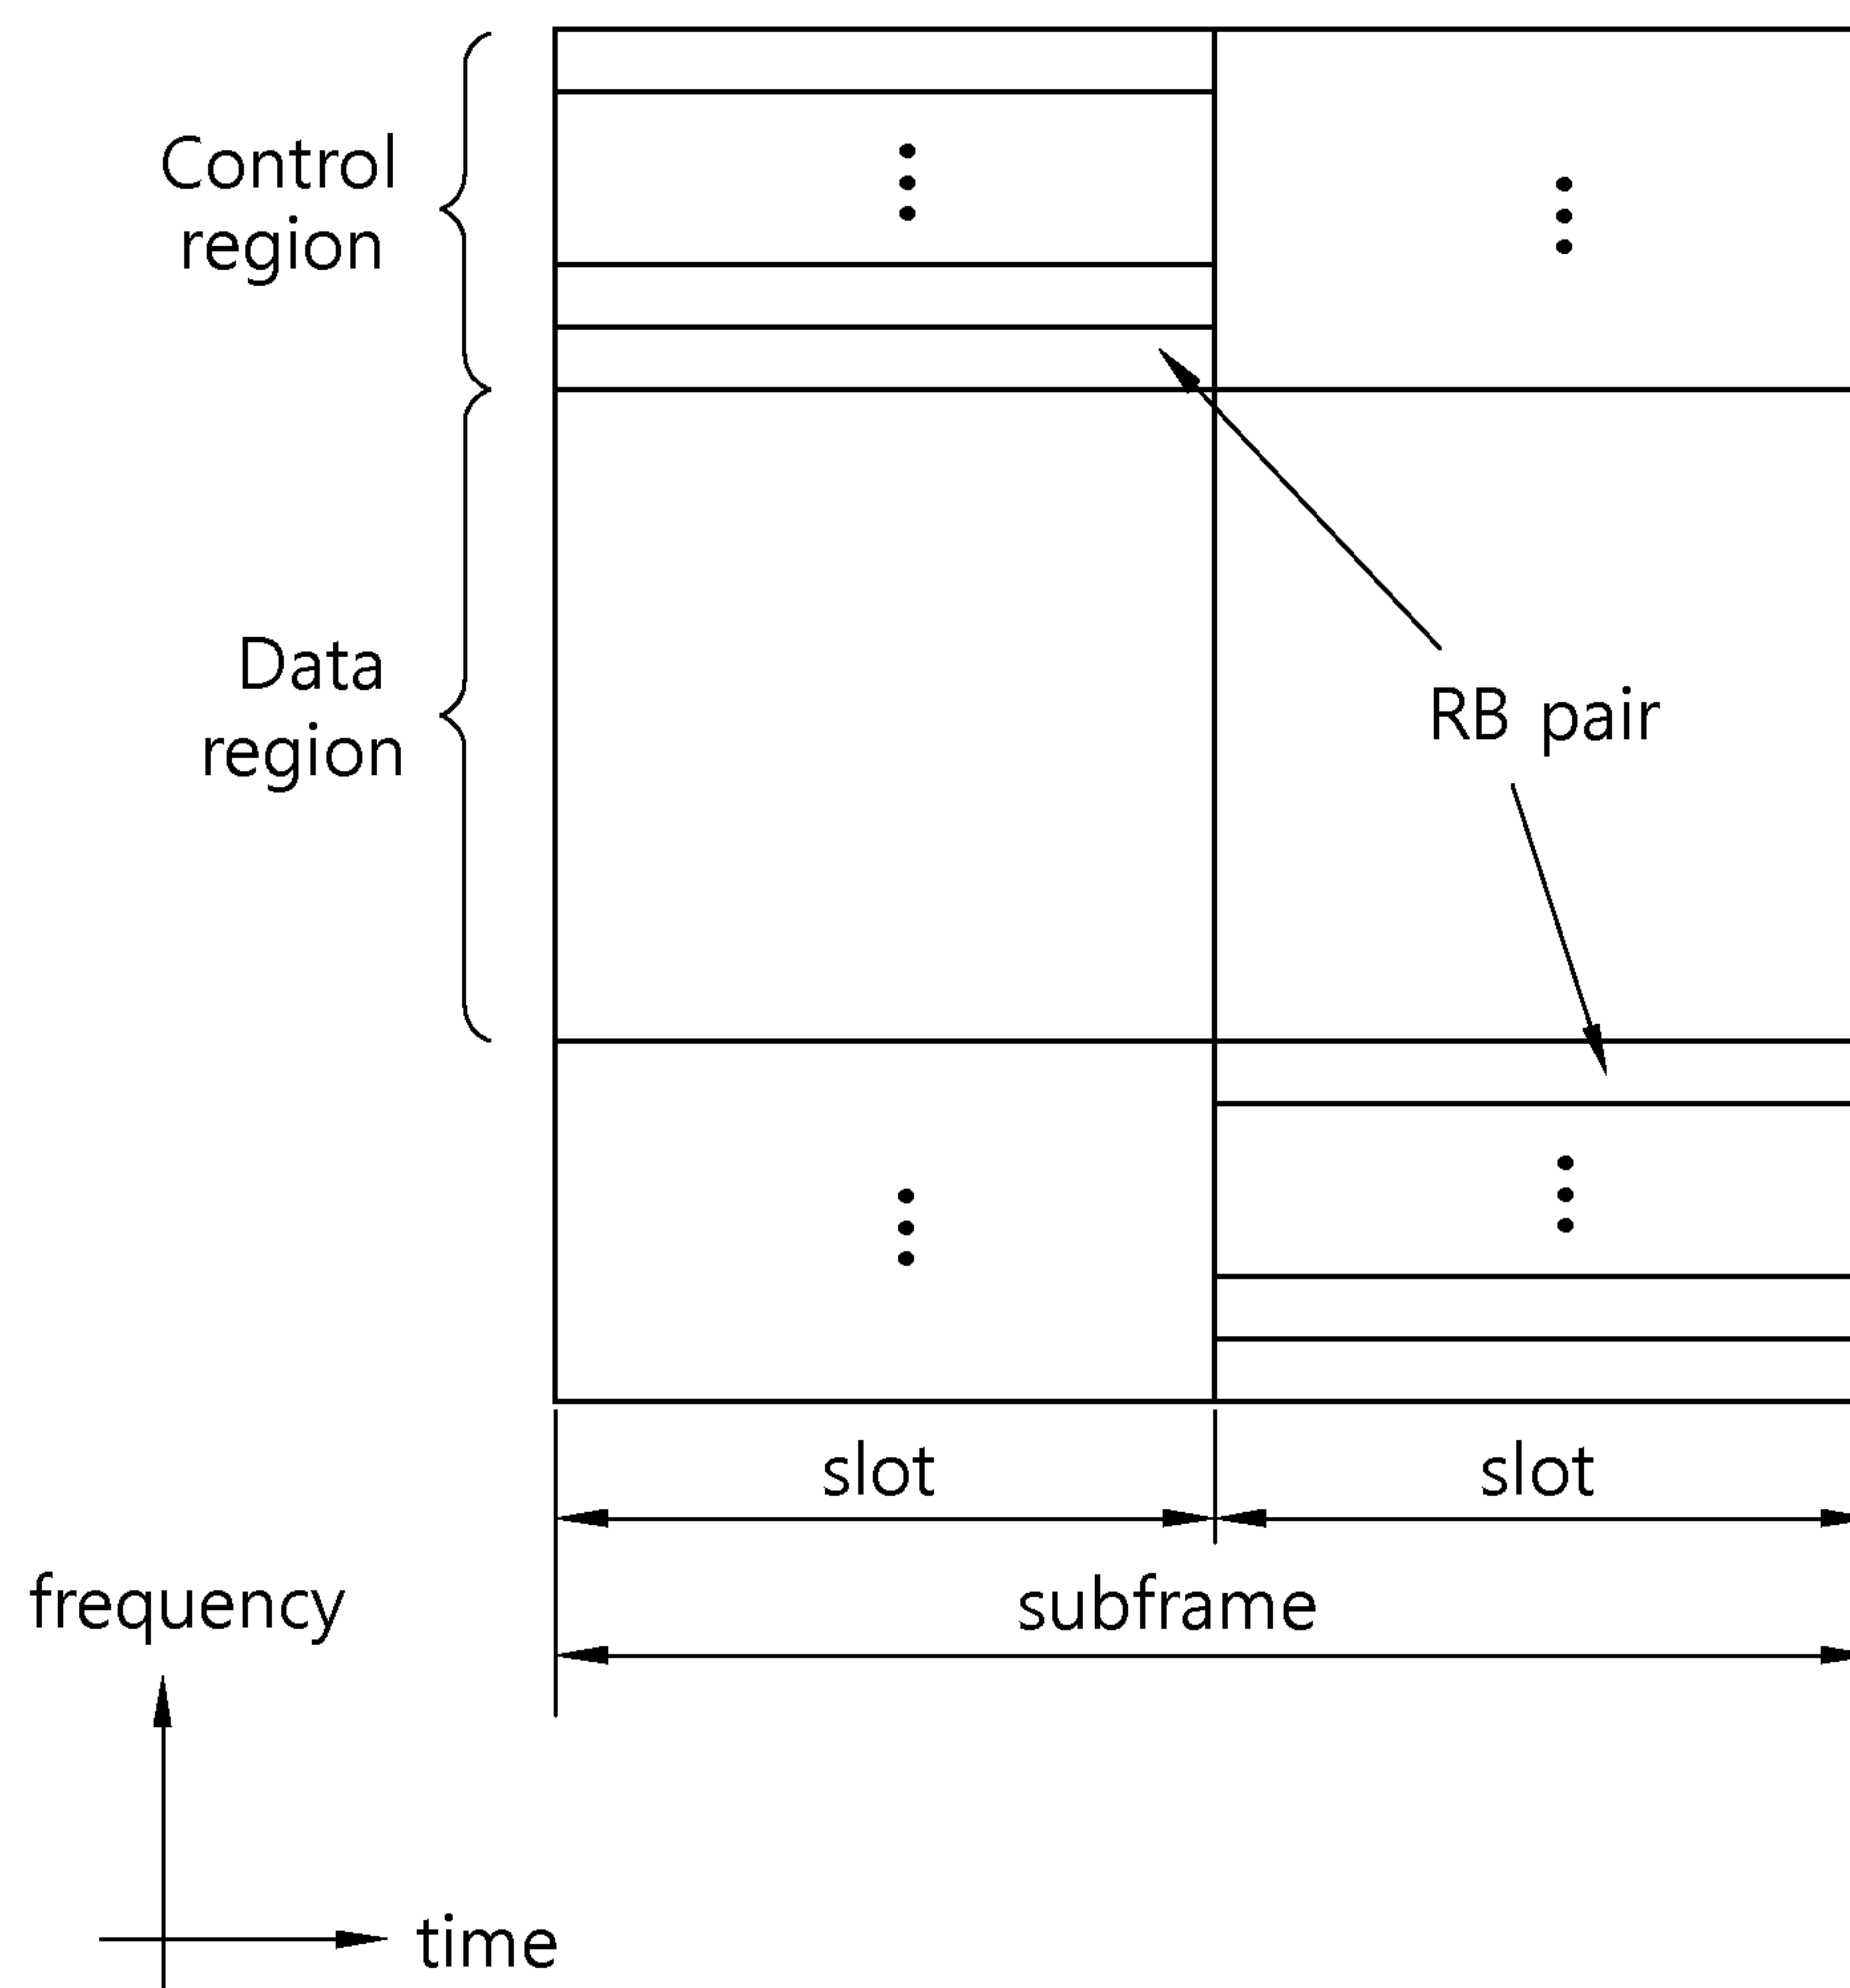 Control
region
Data
region
RB pair
slot
slot
subframe
frequency
time